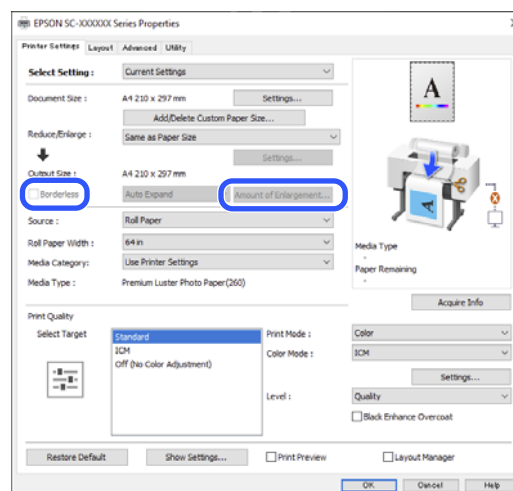 EPSON SC-XXXXXX Series Properties
Printer Settings Layout Advanced Utility
Select Setting : Current Settings
Document Size : A4 210 x 297 mm Settings...
Add/Delete Custom Paper Size...
Reduce/Enlarge : Same as Paper Size
Settings...
Output Size : A4 210 x 297 mm
Borderless Auto Expand Amount of Enlargement...
Source : Roll Paper
Roll Paper Width : 64 in
Media Category: Use Printer Settings
Media Type : Premium Luster Photo Paper(260)
A
Media Type
-
Paper Remaining
-
Acquire Info
Print Quality
Select Target Standard
ICM
Off (No Color Adjustment)
Print Mode : Color
Color Mode : ICM
Settings...
Level : Quality
Black Enhance Overcoat
Restore Default Show Settings... Print Preview Layout Manager
OK Cancel Help